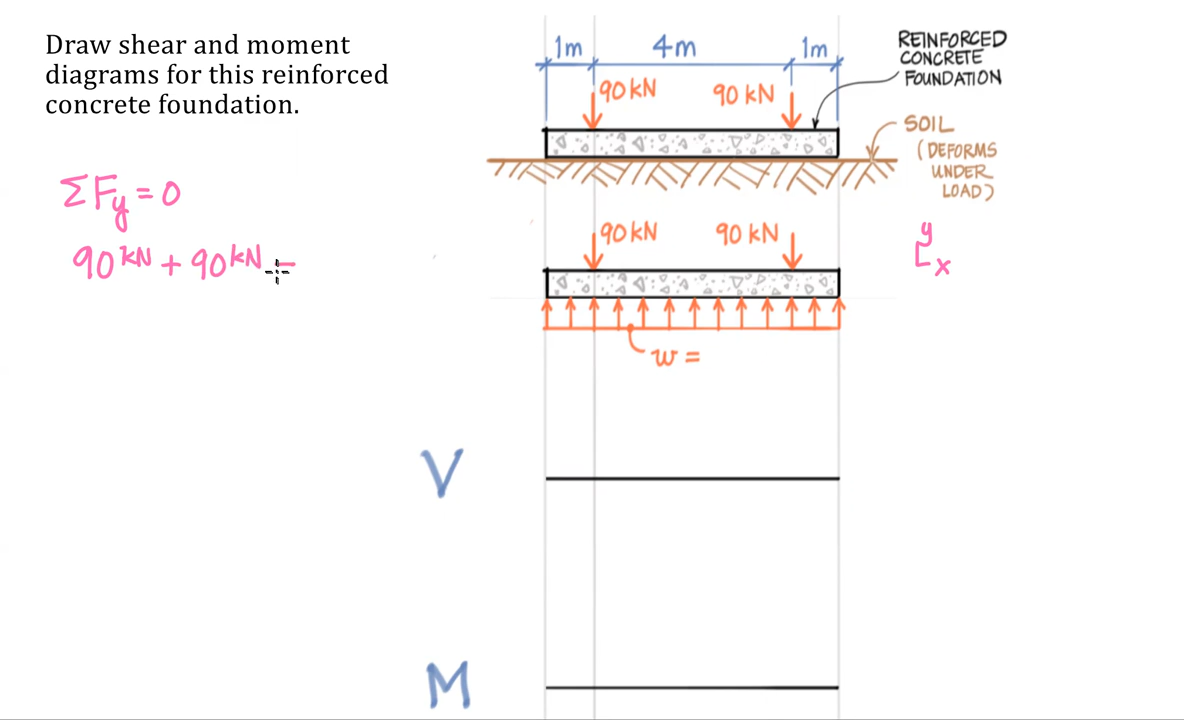 Draw shear and moment
diagrams for this reinforced
concrete foundation.
ΣFy = 0
90 kN + 90 kN -
1m 4m 1m
90 kN 90 kN
REINFORCED
CONCRETE
FOUNDATION
SOIL
(DEFORMS
UNDER
LOAD)
90 kN 90 kN
y
x
w =
V
M